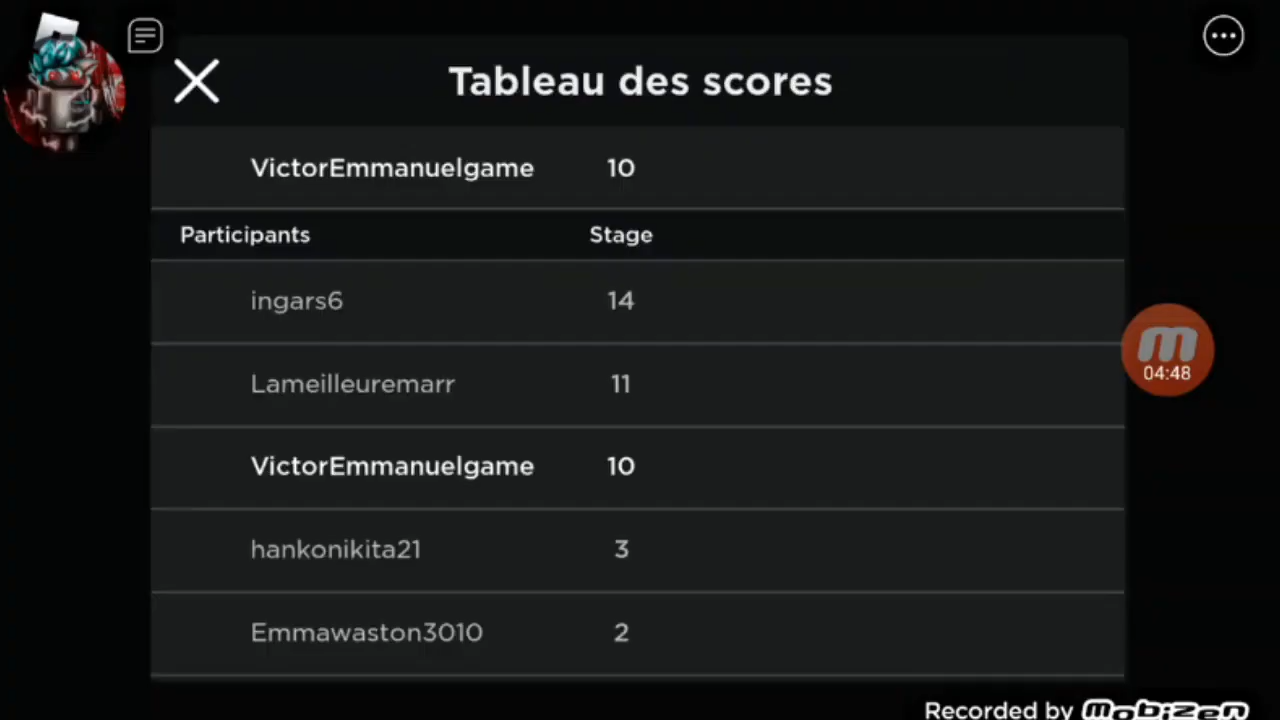 Tableau des scores
VictorEmmanuelgame 10
Participants Stage
ingars6 14
Lameilleuremarr 11
m
04:48
VictorEmmanuelgame 10
hankonikita21 3
Emmawaston3010 2
Recorded by Mobizen